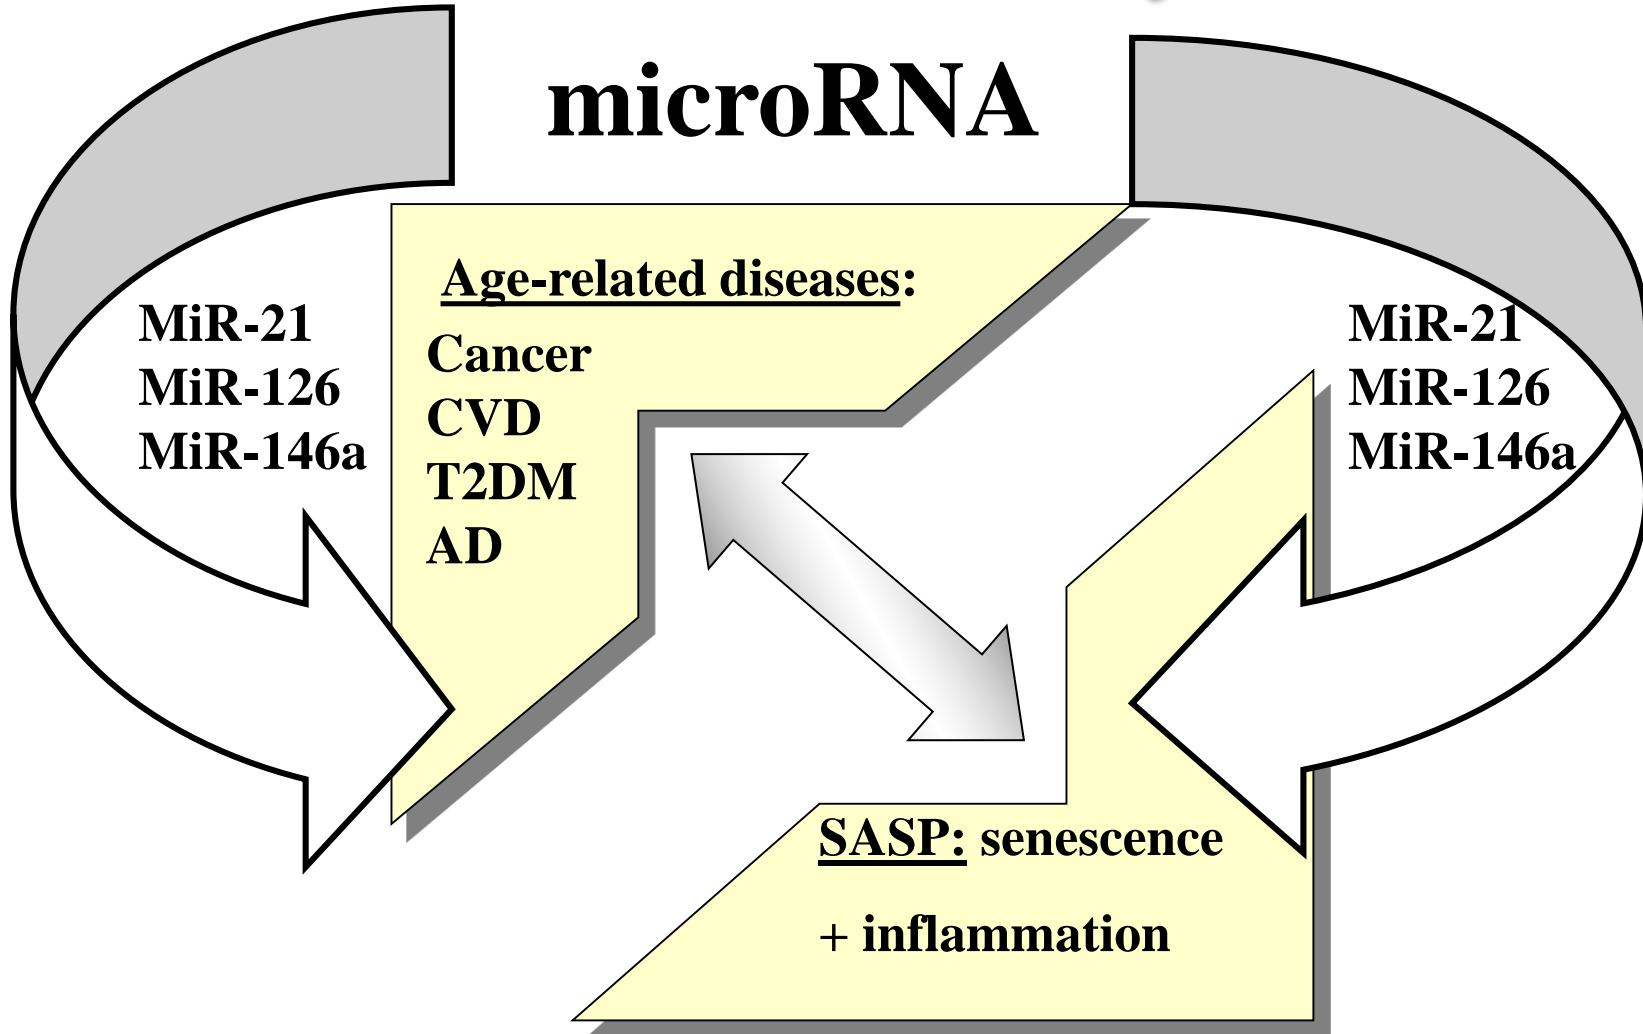 microRNA
MiR-21
MiR-126
MiR-146a
Age-related diseases:
Cancer
CVD
T2DM
AD
MiR-21
MiR-126
MiR-146a
SASP: senescence
+ inflammation